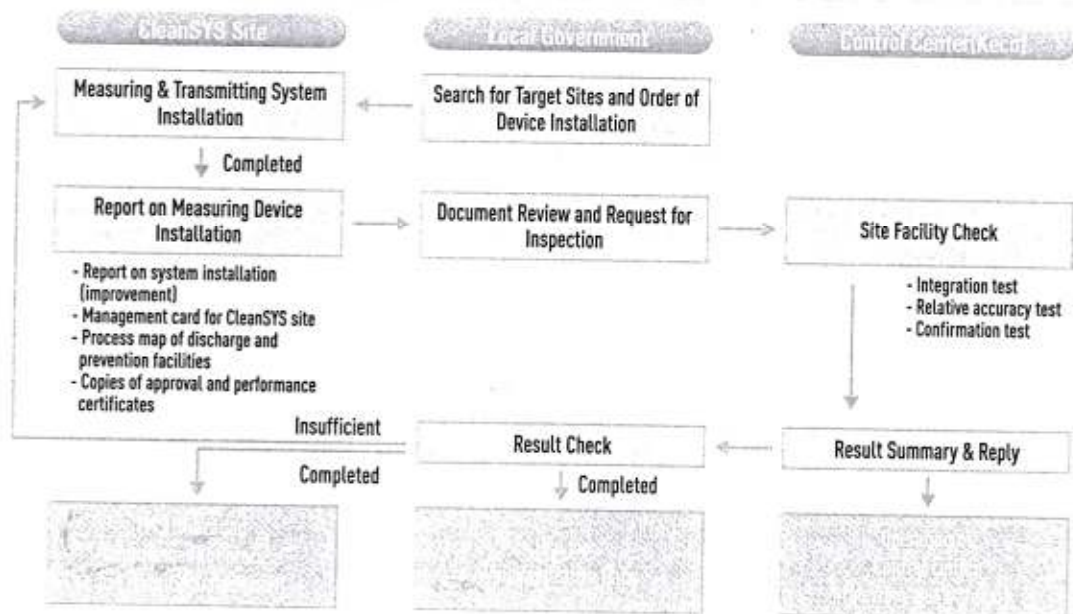 CleanSYS Site
Local Government
Control Center(Keco)
Measuring & Transmitting System
Installation
Search for Target Sites and Order of
Device Installation
Completed
Report on Measuring Device
Installation
Document Review and Request for
Inspection
Site Facility Check
- Report on system installation
(improvement)
- Management card for CleanSYS site
- Process map of discharge and
prevention facilities
- Copies of approval and performance
certificates
- Integration test
- Relative accuracy test
- Confirmation test
Insufficient
Result Check
Result Summary & Reply
Completed
Completed